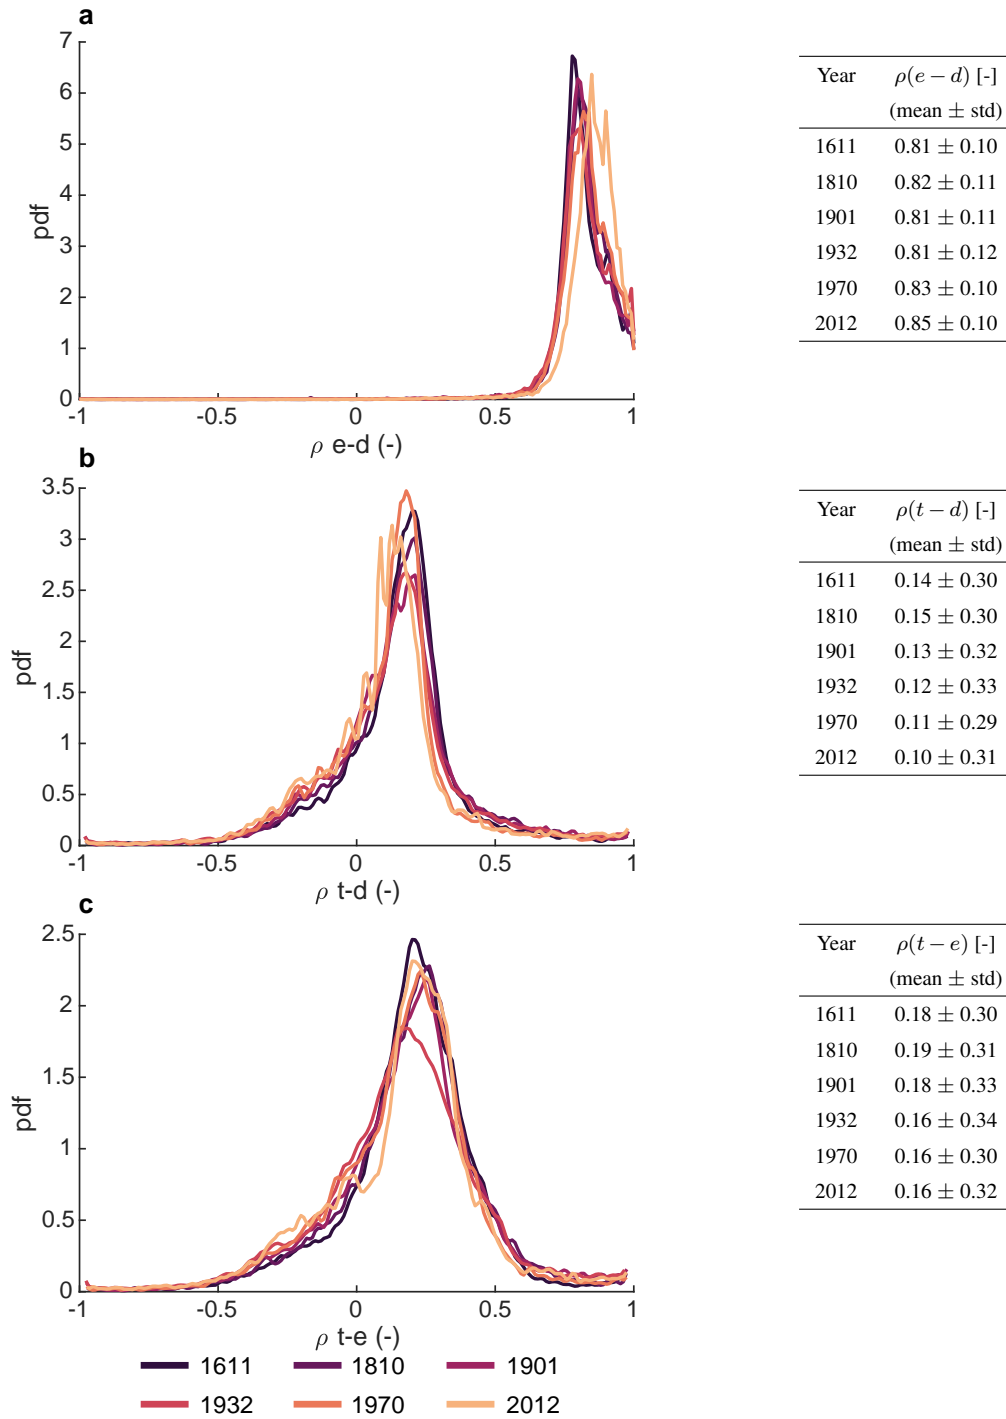 a
7
6
5
4
3
2
1
0
pdf
-1 -0.5 0 0.5 1
ρ e-d (-)
Year ρ(e − d) [-]
(mean ± std)
1611 0.81 ± 0.10
1810 0.82 ± 0.11
1901 0.81 ± 0.11
1932 0.81 ± 0.12
1970 0.83 ± 0.10
2012 0.85 ± 0.10
b
3.5
3
2.5
2
1.5
1
0.5
0
pdf
-1 -0.5 0 0.5 1
ρ t-d (-)
Year ρ(t − d) [-]
(mean ± std)
1611 0.14 ± 0.30
1810 0.15 ± 0.30
1901 0.13 ± 0.32
1932 0.12 ± 0.33
1970 0.11 ± 0.29
2012 0.10 ± 0.31
c
2.5
2
1.5
1
0.5
0
pdf
-1 -0.5 0 0.5 1
ρ t-e (-)
Year ρ(t − e) [-]
(mean ± std)
1611 0.18 ± 0.30
1810 0.19 ± 0.31
1901 0.18 ± 0.33
1932 0.16 ± 0.34
1970 0.16 ± 0.30
2012 0.16 ± 0.32
1611 1810 1901
1932 1970 2012